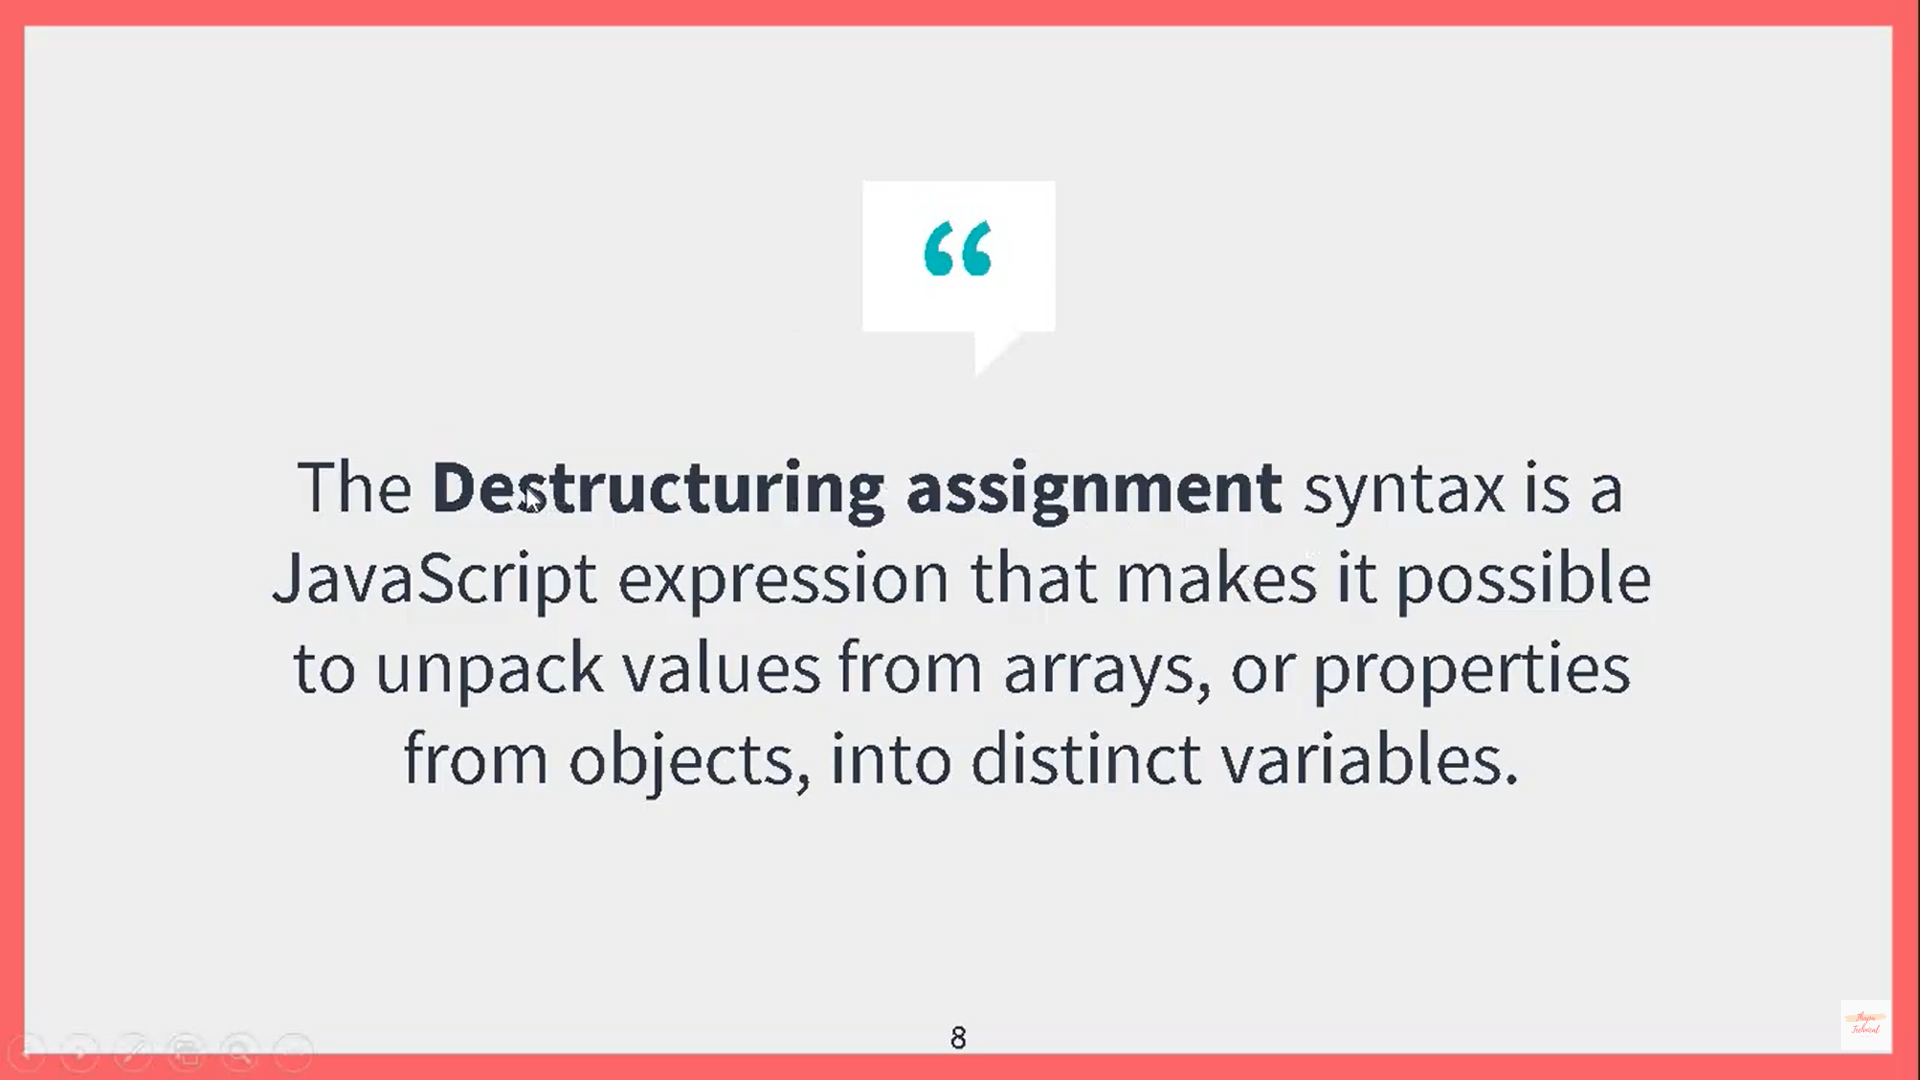 “
The Destructuring assignment syntax is a
JavaScript expression that makes it possible
to unpack values from arrays, or properties
from objects, into distinct variables.
8
Technical